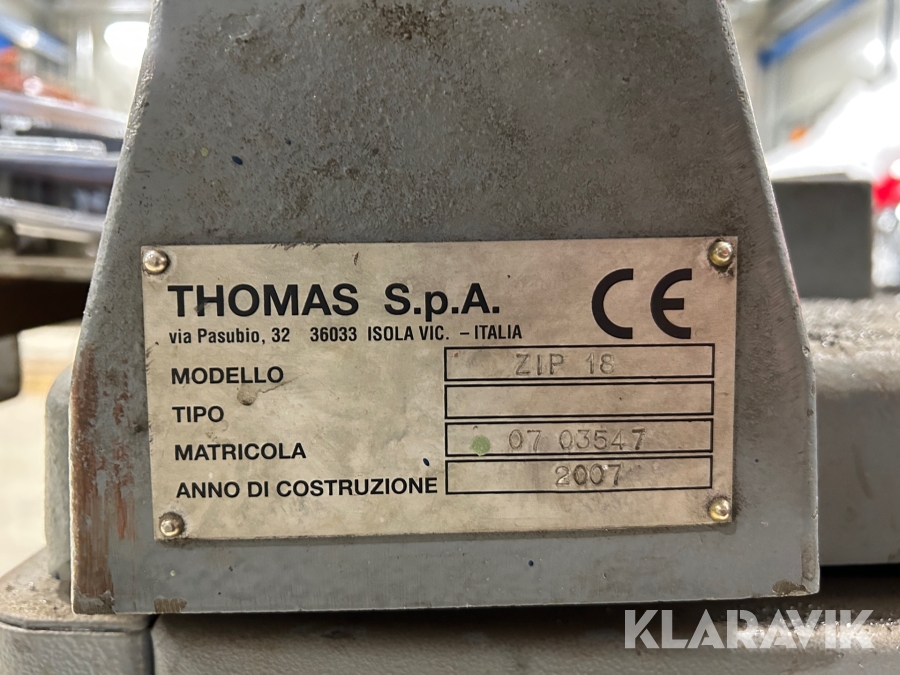 THOMAS S.p.A.
CE
via Pasubio, 32 36033 ISOLA VIC. – ITALIA
MODELLO ZIP 18
TIPO
MATRICOLA 07 03547
ANNO DI COSTRUZIONE 2007
KLARAVIK